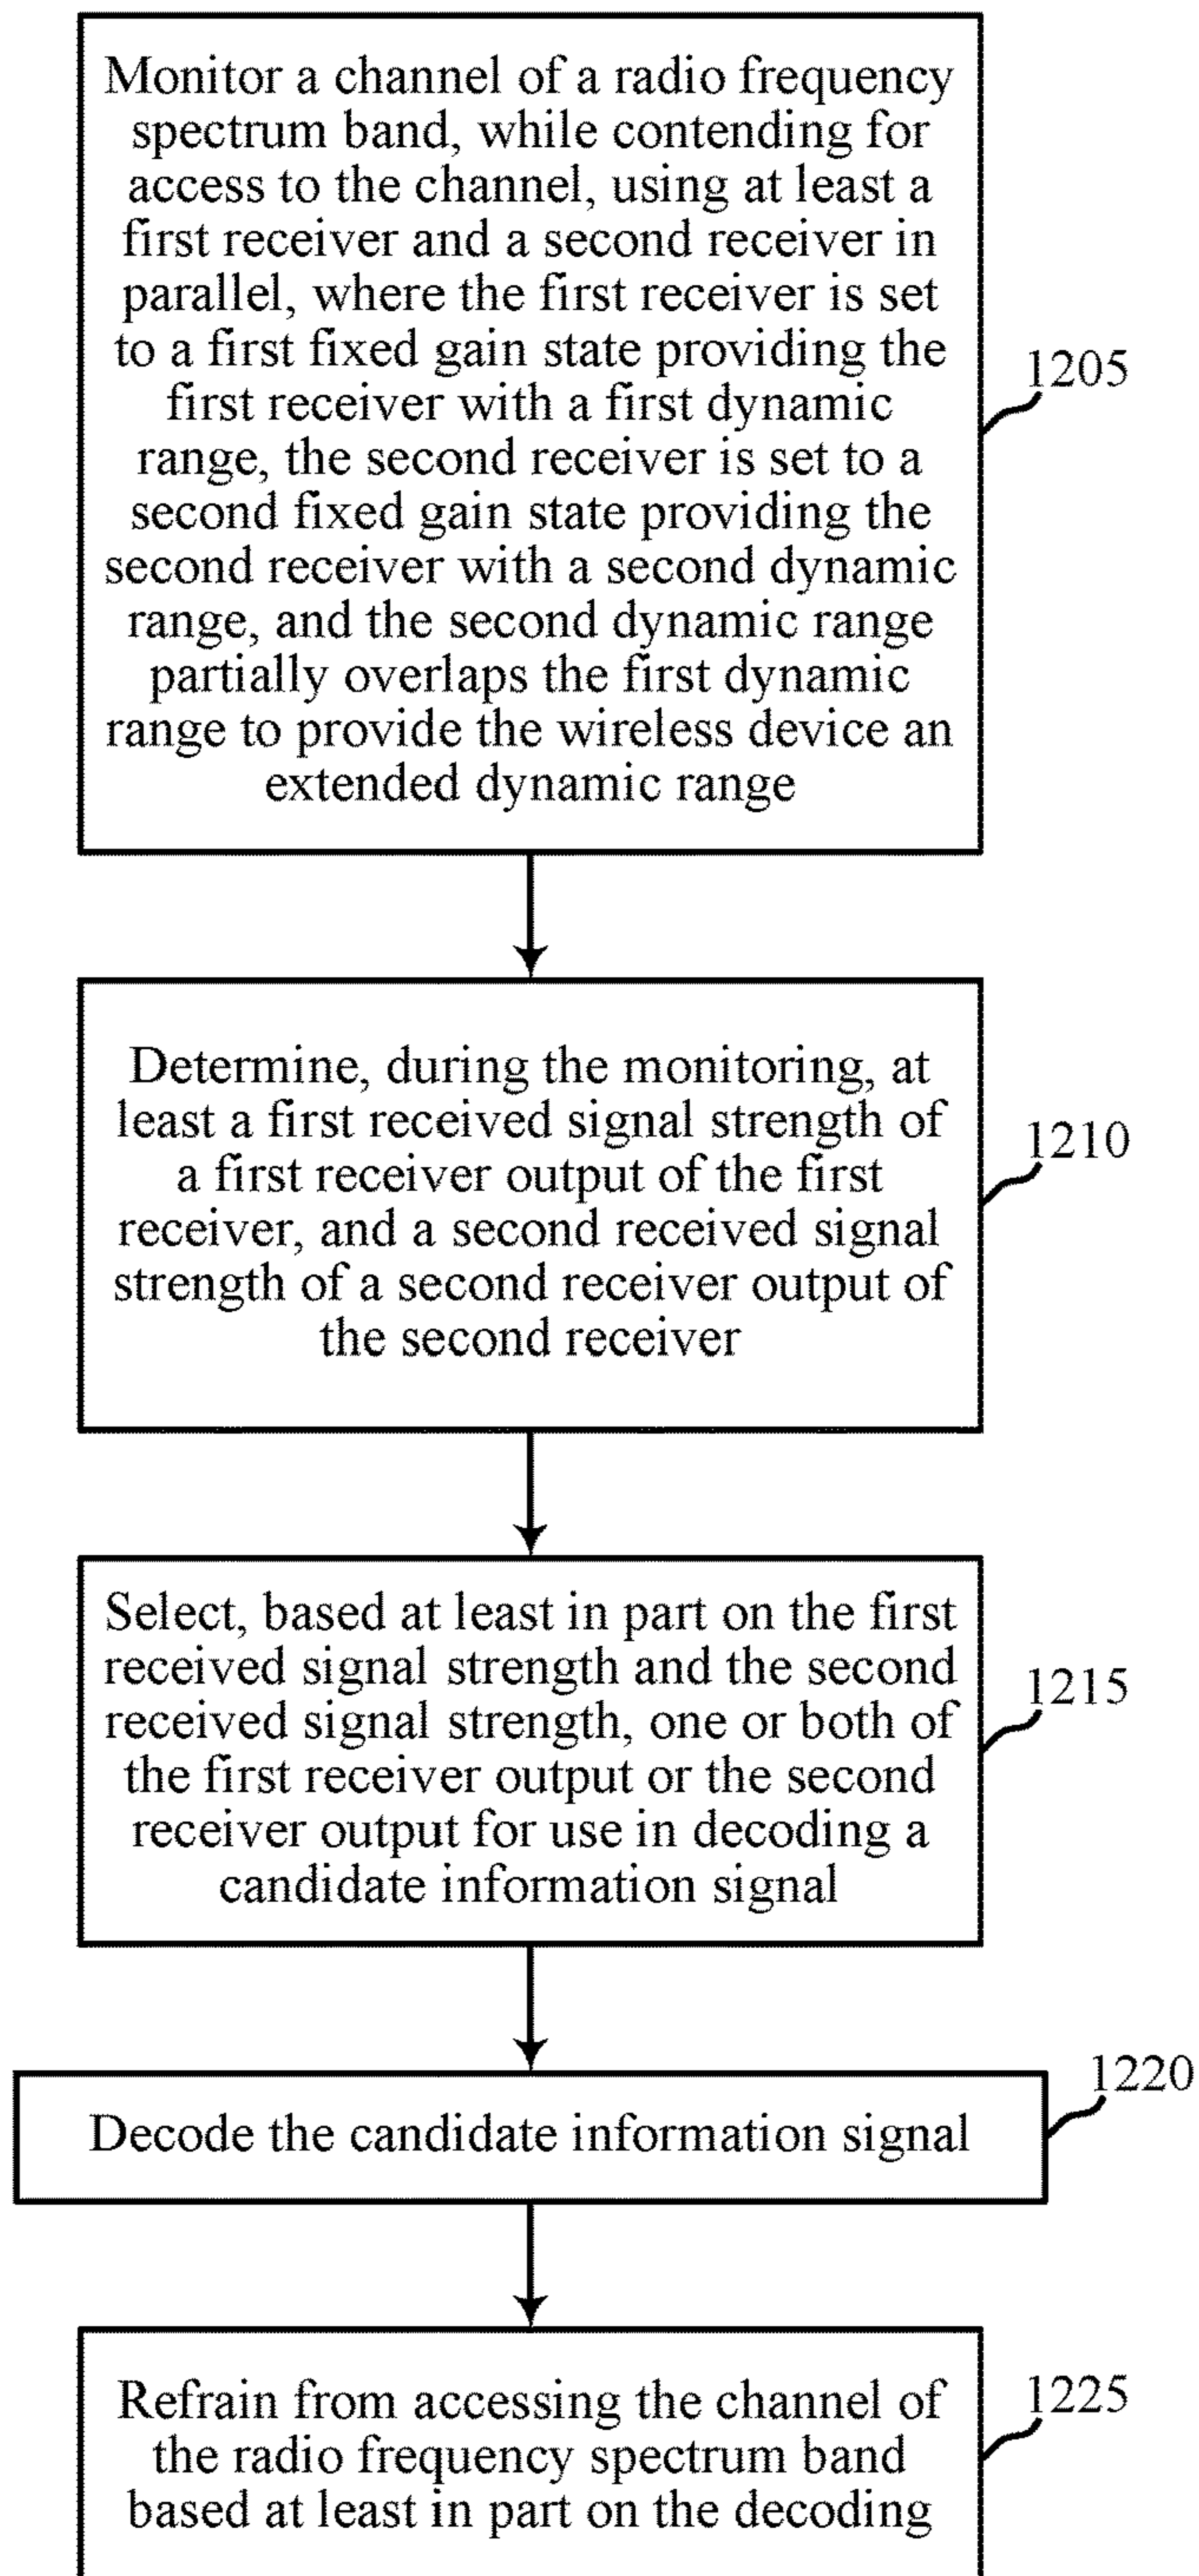 Monitor a channel of a radio frequency
spectrum band, while contending for
access to the channel, using at least a
first receiver and a second receiver in
parallel, where the first receiver is set
to a first fixed gain state providing the
first receiver with a first dynamic
range, the second receiver is set to a
second fixed gain state providing the
second receiver with a second dynamic
range, and the second dynamic range
partially overlaps the first dynamic
range to provide the wireless device an
extended dynamic range
1205
Determine, during the monitoring, at
least a first received signal strength of
a first receiver output of the first
receiver, and a second received signal
strength of a second receiver output of
the second receiver
1210
Select, based at least in part on the first
received signal strength and the second
received signal strength, one or both of
the first receiver output or the second
receiver output for use in decoding a
candidate information signal
1215
Decode the candidate information signal
1220
Refrain from accessing the channel of
the radio frequency spectrum band
based at least in part on the decoding
1225